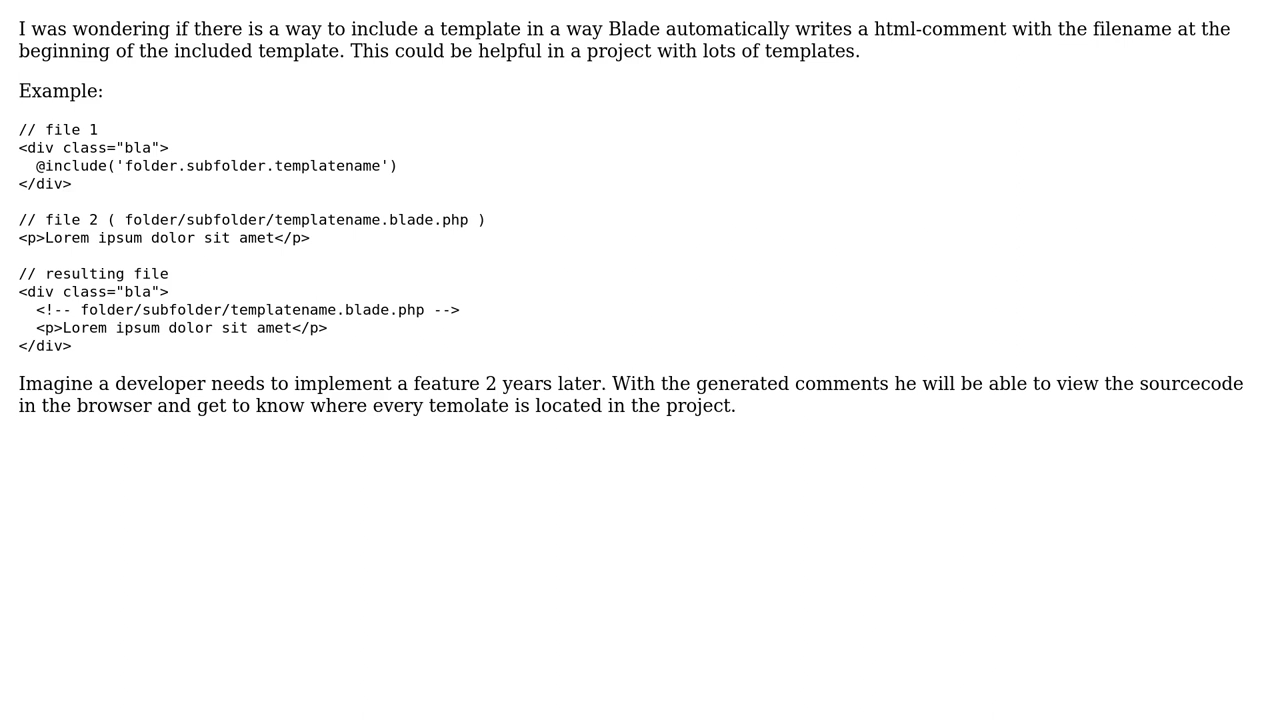 I was wondering if there is a way to include a template in a way Blade automatically writes a html-comment with the filename at the
beginning of the included template. This could be helpful in a project with lots of templates.
Example:
// file 1
<div class="bla">
  @include('folder.subfolder.templatename')
</div>
// file 2 ( folder/subfolder/templatename.blade.php )
<p>Lorem ipsum dolor sit amet</p>
// resulting file
<div class="bla">
  <!-- folder/subfolder/templatename.blade.php -->
  <p>Lorem ipsum dolor sit amet</p>
</div>
Imagine a developer needs to implement a feature 2 years later. With the generated comments he will be able to view the sourcecode
in the browser and get to know where every temolate is located in the project.